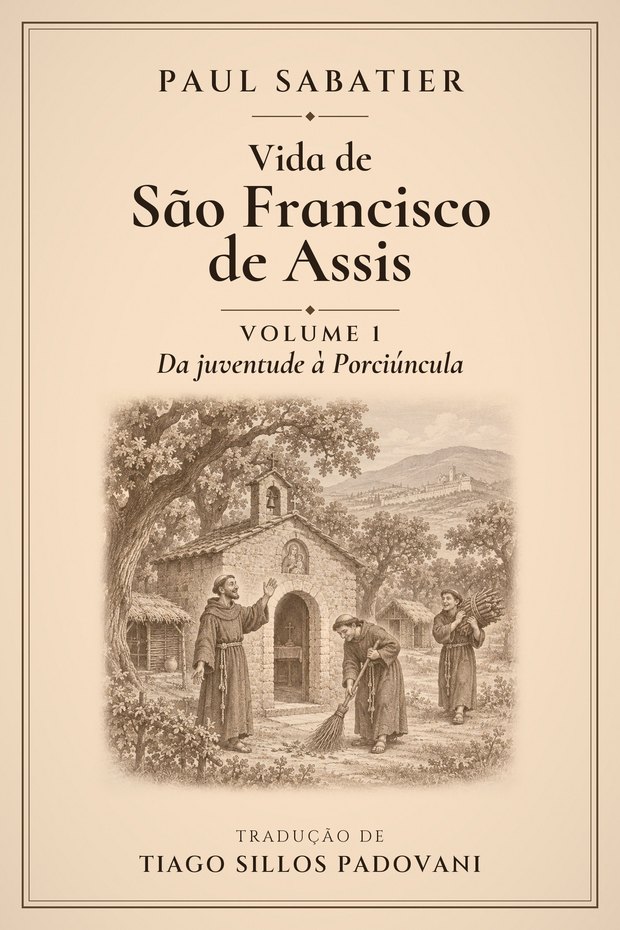 PAUL SABATIER
Vida de
São Francisco
de Assis
VOLUME 1
Da juventude à Porciúncula
TRADUÇÃO DE
TIAGO SILLOS PADOVANI